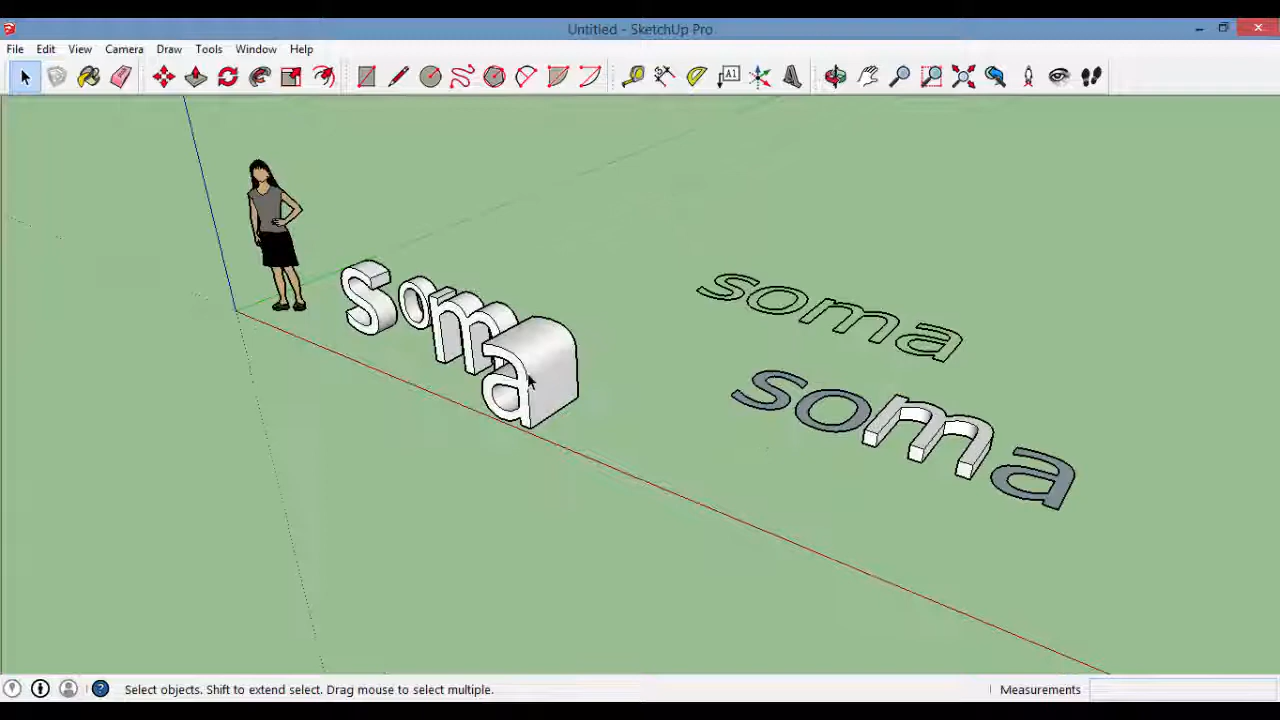 Untitled - SketchUp Pro
File Edit View Camera Draw Tools Window Help
A1
Soma
soma
soma
Select objects. Shift to extend select. Drag mouse to select multiple.
Measurements